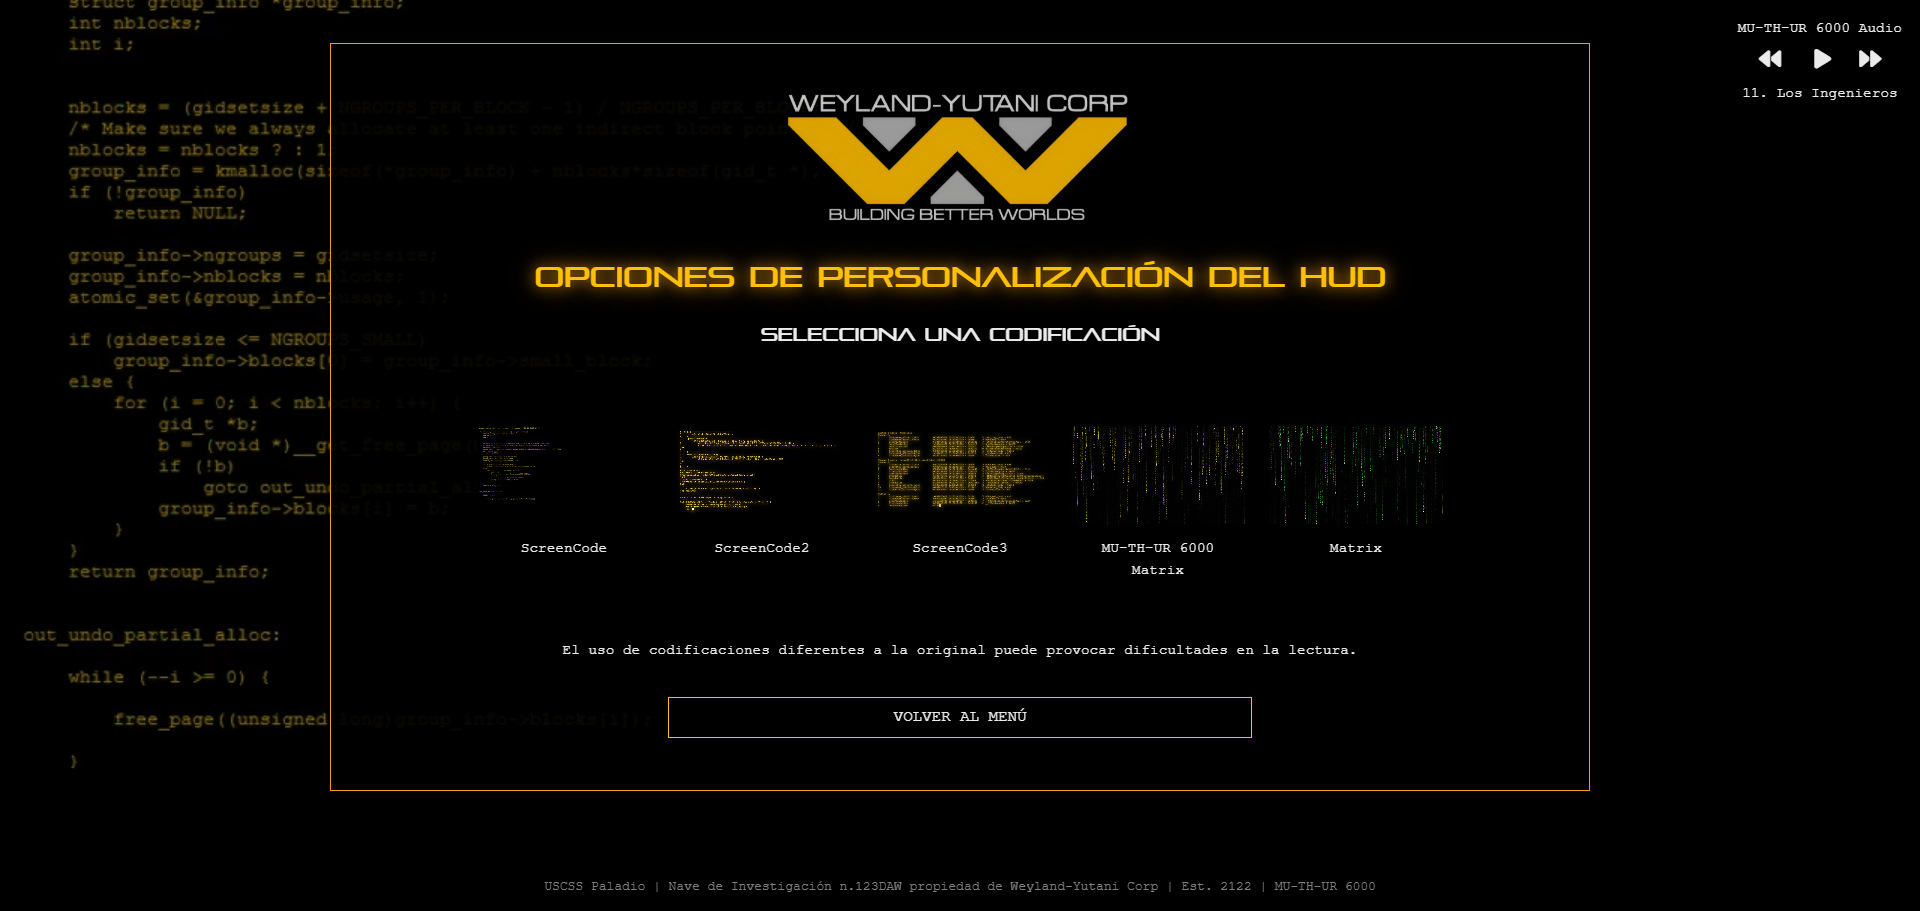 struct group_info *group_info;
int nblocks;
int i;
nblocks = (gidsetsize + NGROUPS_PER_BLOCK - 1) / NGROUPS_PER_BLO
/* Make sure we always allocate at least one indirect block poin
nblocks = nblocks ? : 1
group_info = kmalloc(sizeof(*group_info) + nblocks*sizeof(gid_t *),
if (!group_info)
return NULL;
group_info->ngroups = gidsetsize;
group_info->nblocks = nblocks;
atomic_set(&group_info->usage, 1);
if (gidsetsize <= NGROUPS_SMALL)
group_info->blocks[0] = group_info->small_block;
else {
for (i = 0; i < nblocks; i++) {
gid_t *b;
b = (void *)__get_free_page(
if (!b)
goto out_undo_partial_al
group_info->blocks[i] = b;
}
}
return group_info;
out_undo_partial_alloc:
while (--i >= 0) {
free_page((unsigned long)group_info->blocks[i]);
}
WEYLAND-YUTANI CORP
BUILDING BETTER WORLDS
OPCIONES DE PERSONALIZACIÓN DEL HUD
SELECCIONA UNA CODIFICACIÓN
ScreenCode
ScreenCode2
ScreenCode3
MU-TH-UR 6000
Matrix
Matrix
El uso de codificaciones diferentes a la original puede provocar dificultades en la lectura.
VOLVER AL MENÚ
MU-TH-UR 6000 Audio
11. Los Ingenieros
USCSS Paladio | Nave de Investigación n.123DAW propiedad de Weyland-Yutani Corp | Est. 2122 | MU-TH-UR 6000